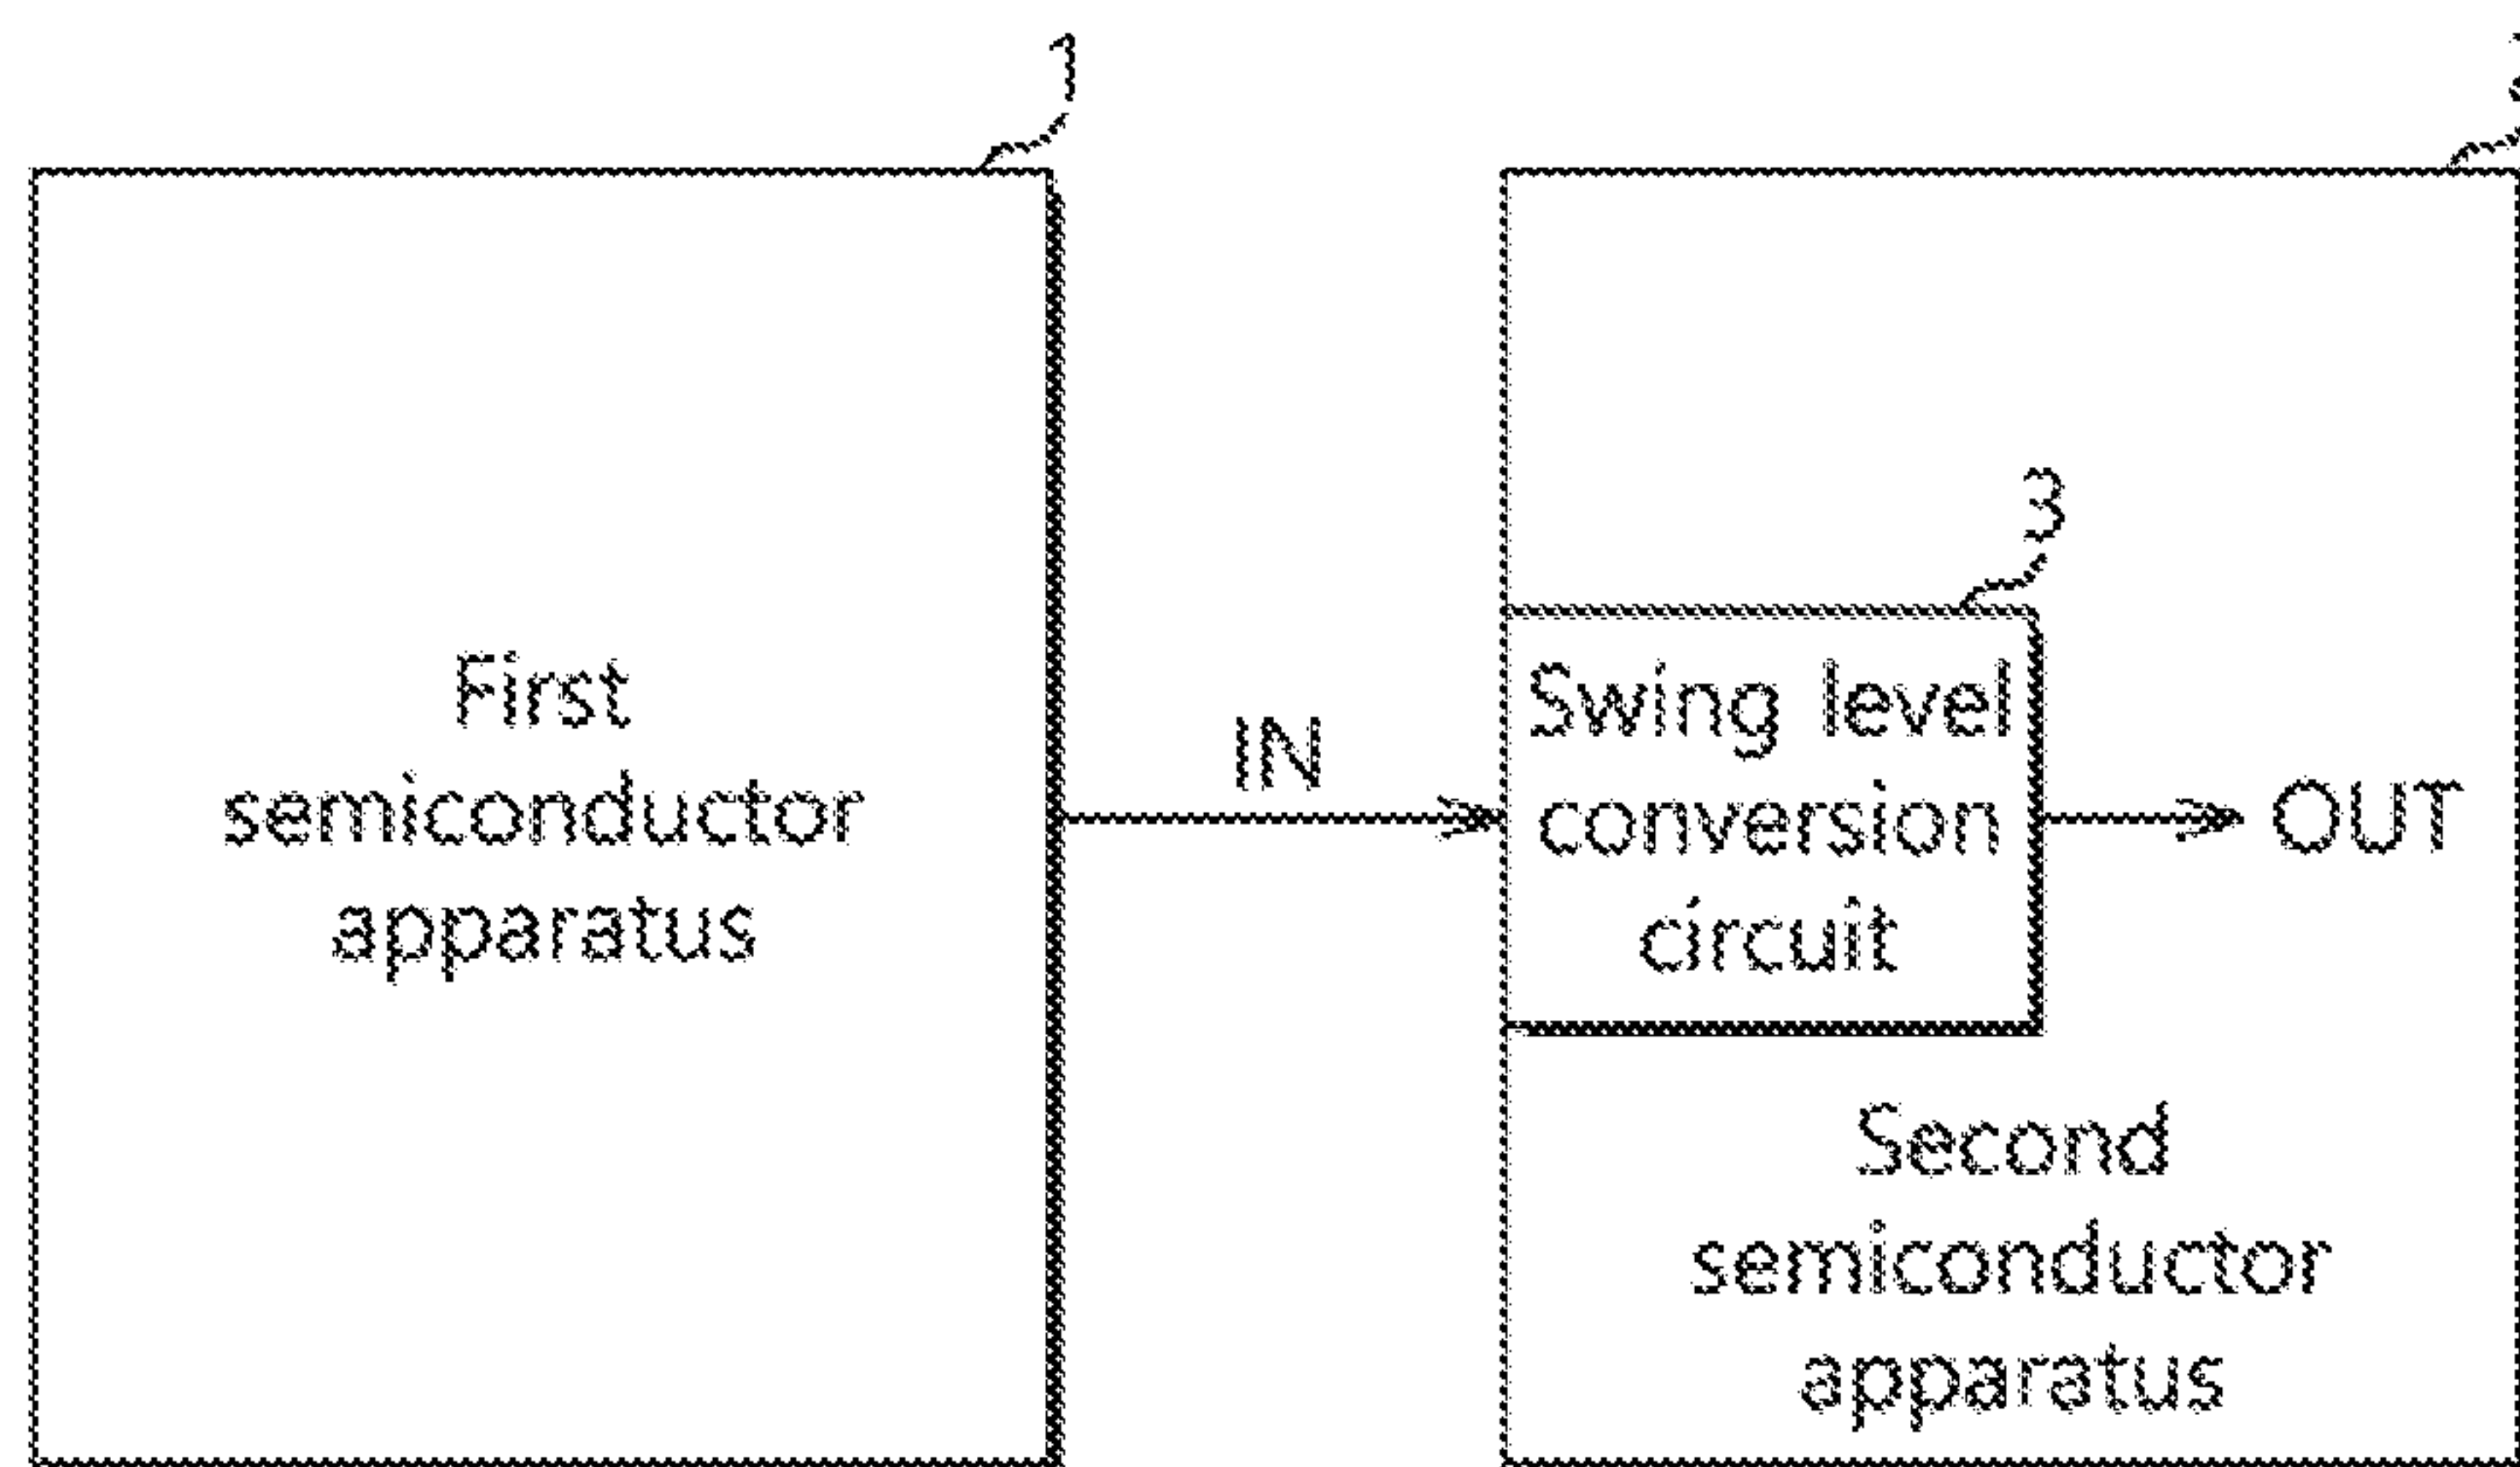 1
3
First
semiconductor
apparatus
IN
Swing level
conversion
circuit
OUT
Second
semiconductor
apparatus